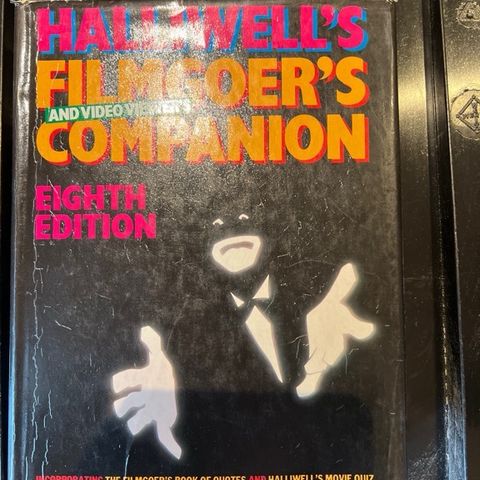 HALLIWELL'S
FILMGOER'S
AND VIDEO VIEWER'S
COMPANION
EIGHTH
EDITION
INCORPORATING THE FILMGOER'S BOOK OF QUOTES AND HALLIWELL'S MOVIE QUIZ